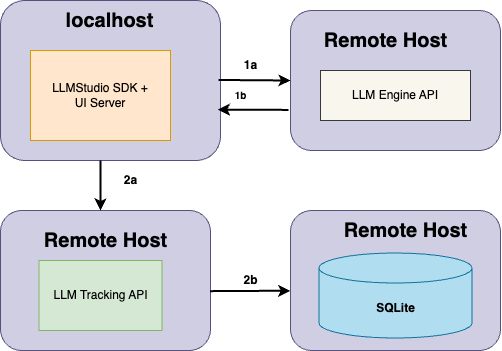 localhost
LLMStudio SDK +
UI Server
1a
1b
Remote Host
LLM Engine API
2a
Remote Host
LLM Tracking API
2b
Remote Host
SQLite